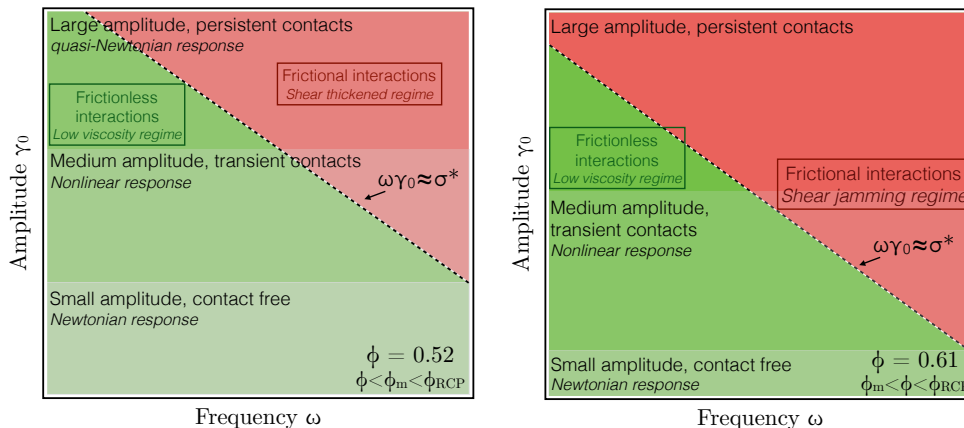 Large amplitude, persistent contacts
quasi-Newtonian response
Frictional interactions
Shear thickened regime
Frictionless
interactions
Low viscosity regime
Medium amplitude, transient contacts
Nonlinear response
ωγ₀≈σ*
Small amplitude, contact free
Newtonian response
ϕ = 0.52
ϕ<ϕₘ<ϕRCP
Amplitude γ₀
Frequency ω
Large amplitude, persistent contacts
Frictionless
interactions
Low viscosity regime
Frictional interactions
Shear jamming regime
Medium amplitude,
transient contacts
Nonlinear response
ωγ₀≈σ*
Small amplitude, contact free
Newtonian response
ϕ = 0.61
ϕₘ<ϕ<ϕRCP
Amplitude γ₀
Frequency ω